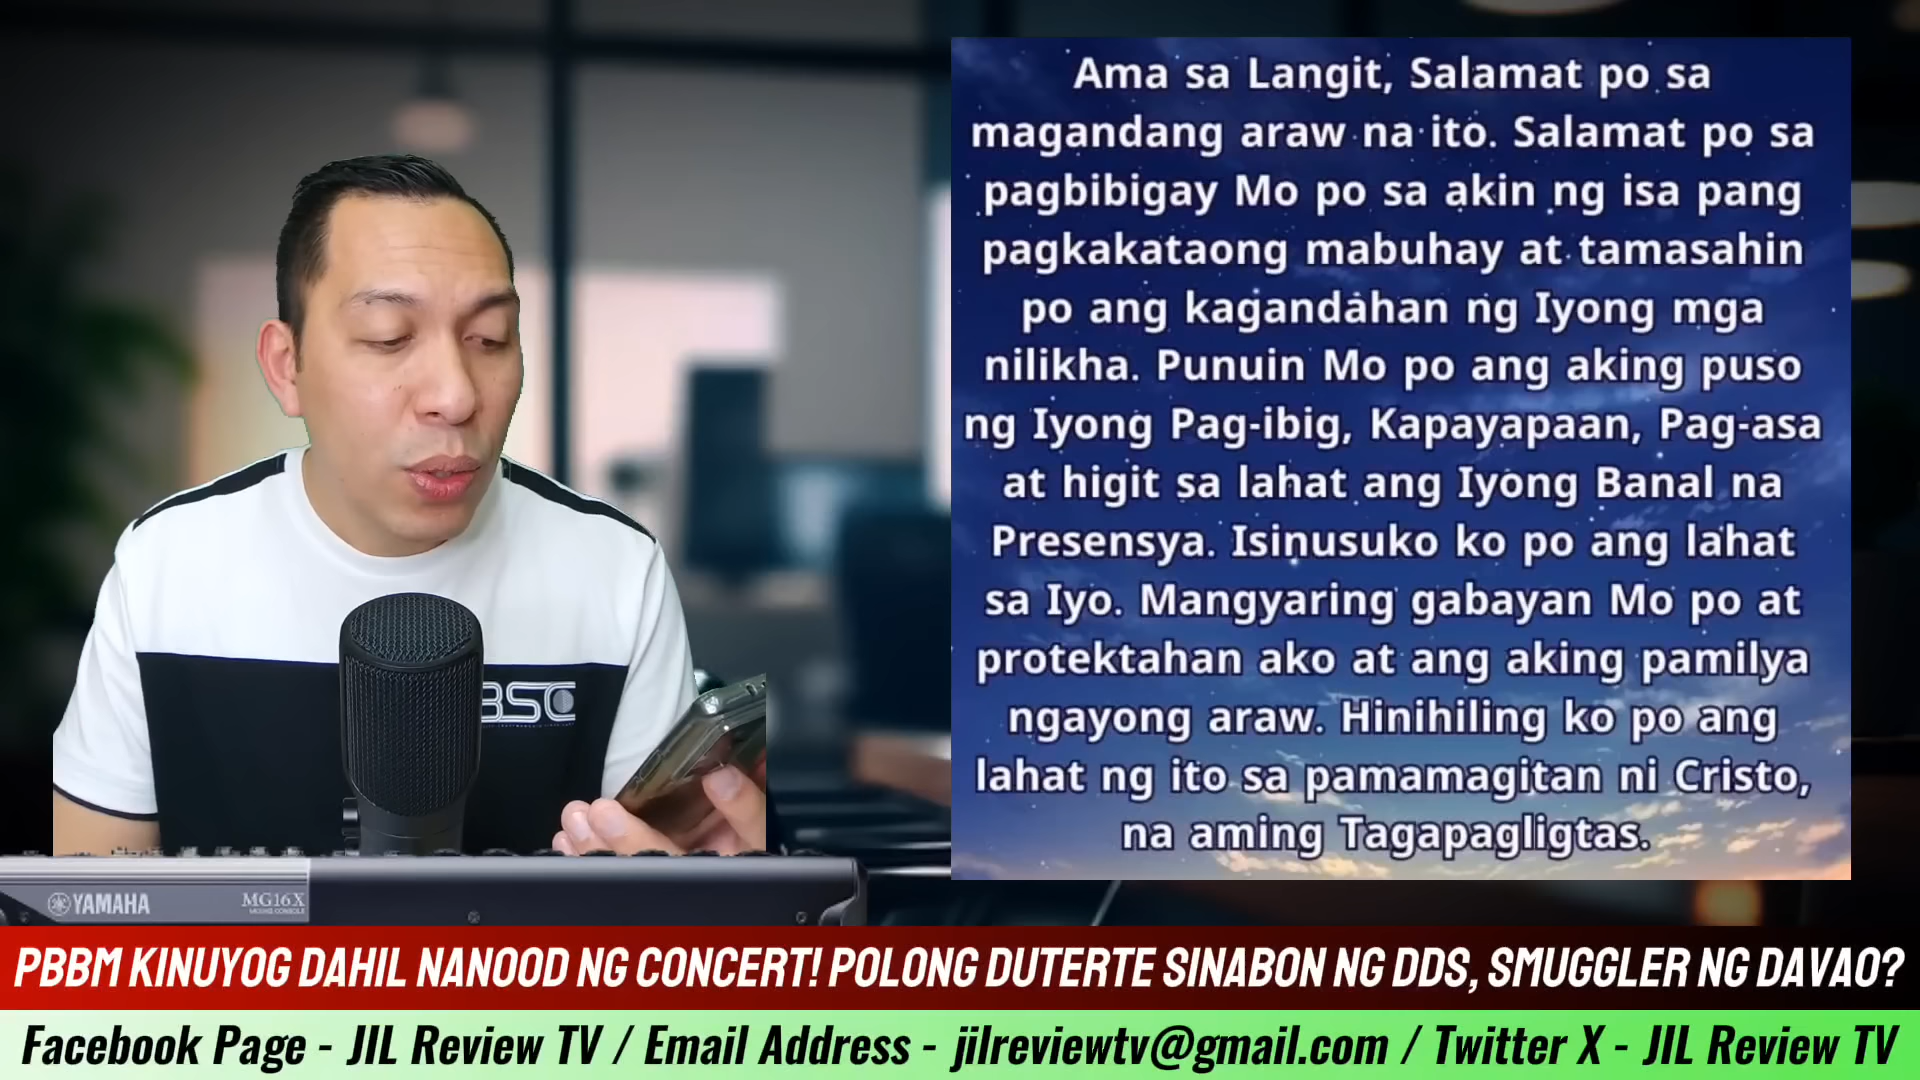 Ama sa Langit, Salamat po sa
magandang araw na ito. Salamat po sa
pagbibigay Mo po sa akin ng isa pang
pagkakataong mabuhay at tamasahin
po ang kagandahan ng Iyong mga
nilikha. Punuin Mo po ang aking puso
ng Iyong Pag-ibig, Kapayapaan, Pag-asa
at higit sa lahat ang Iyong Banal na
Presensya. Isinusuko ko po ang lahat
sa Iyo. Mangyaring gabayan Mo po at
protektahan ako at ang aking pamilya
ngayong araw. Hinihiling ko po ang
lahat ng ito sa pamamagitan ni Cristo,
na aming Tagapagligtas.
BSC
YAMAHA
MG16X
MIXING CONSOLE
PBBM KINUYOG DAHIL NANOOD NG CONCERT! POLONG DUTERTE SINABON NG DDS, SMUGGLER NG DAVAO?
Facebook Page - JIL Review TV / Email Address - jilreviewtv@gmail.com / Twitter X - JIL Review TV